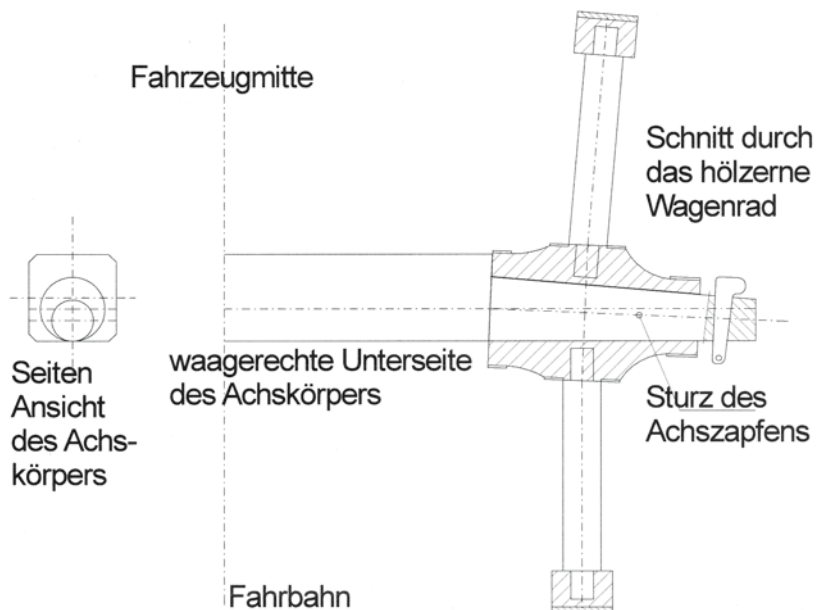 Fahrzeugmitte
Schnitt durch
das hölzerne
Wagenrad
waagerechte Unterseite
des Achskörpers
Seiten
Ansicht
des Achs-
körpers
Sturz des
Achszapfens
Fahrbahn